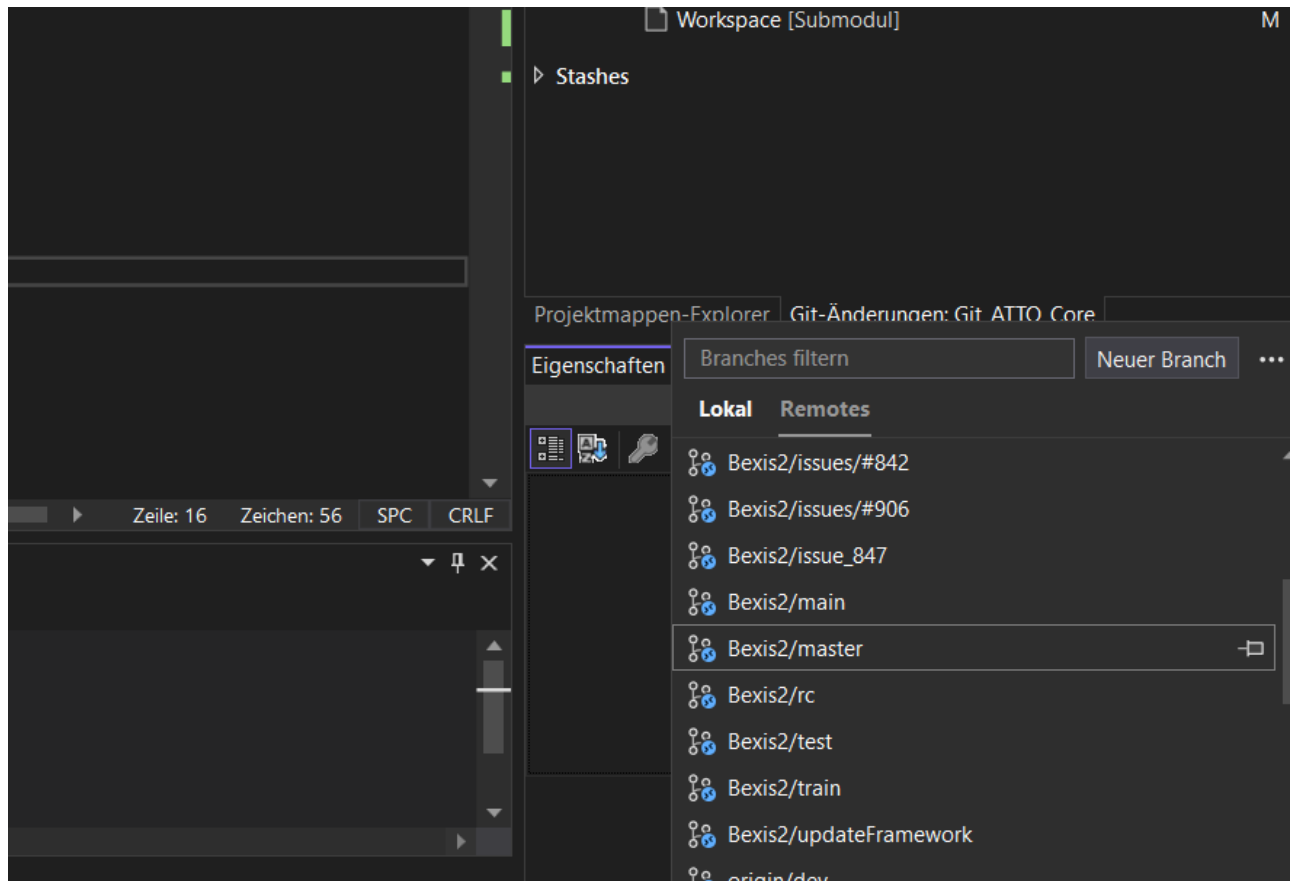 Workspace [Submodul]
M
Stashes
Projektmappen-Explorer
Git-Änderungen: Git_ATTO_Core
Eigenschaften
Branches filtern
Neuer Branch
Lokal
Remotes
Bexis2/issues/#842
Bexis2/issues/#906
Bexis2/issue_847
Bexis2/main
Bexis2/master
Bexis2/rc
Bexis2/test
Bexis2/train
Bexis2/updateFramework
origin/dev
Zeile: 16
Zeichen: 56
SPC
CRLF